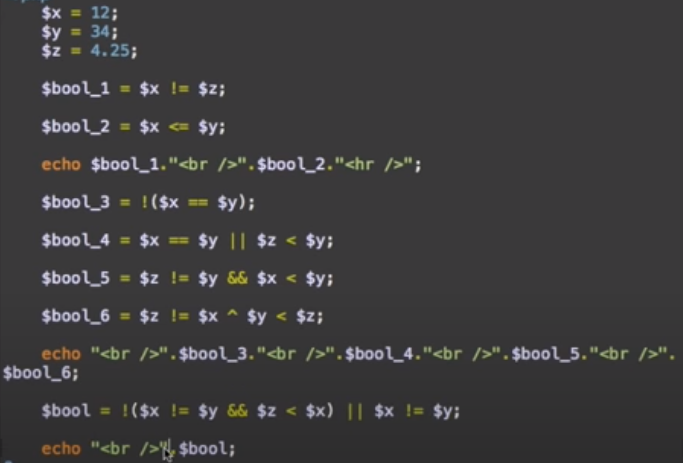 $x = 12;
$y = 34;
$z = 4.25;
$bool_1 = $x != $z;
$bool_2 = $x <= $y;
echo $bool_1."<br />".$bool_2."<hr />";
$bool_3 = !($x == $y);
$bool_4 = $x == $y || $z < $y;
$bool_5 = $z != $y && $x < $y;
$bool_6 = $z != $x ^ $y < $z;
echo "<br />".$bool_3."<br />".$bool_4."<br />".$bool_5."<br />".
$bool_6;
$bool = !($x != $y && $z < $x) || $x != $y;
echo "<br />".$bool;